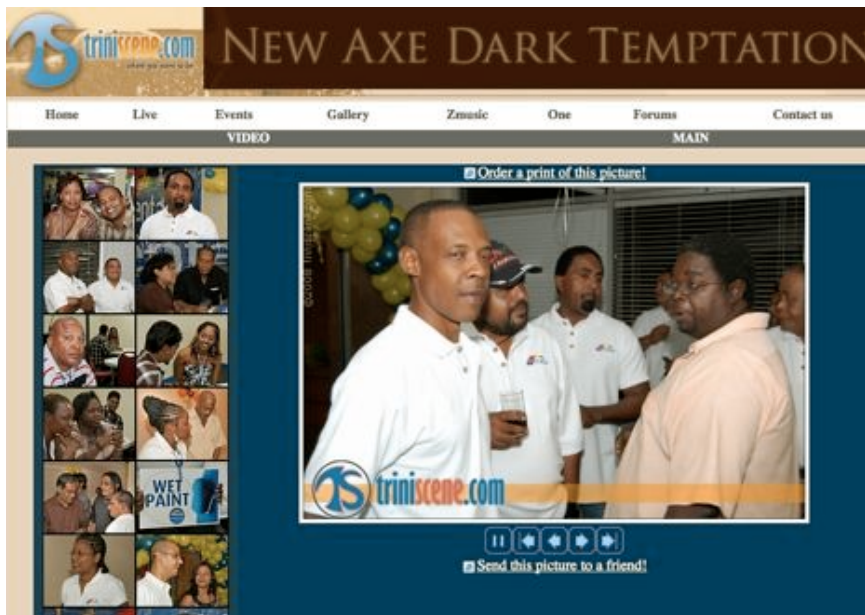 triniscene.com
NEW AXE DARK TEMPTATION
Home Live Events Gallery Zmusic One Forums Contact us
VIDEO MAIN
Order a print of this picture!
WET
PAINT
triniscene.com
Send this picture to a friend!